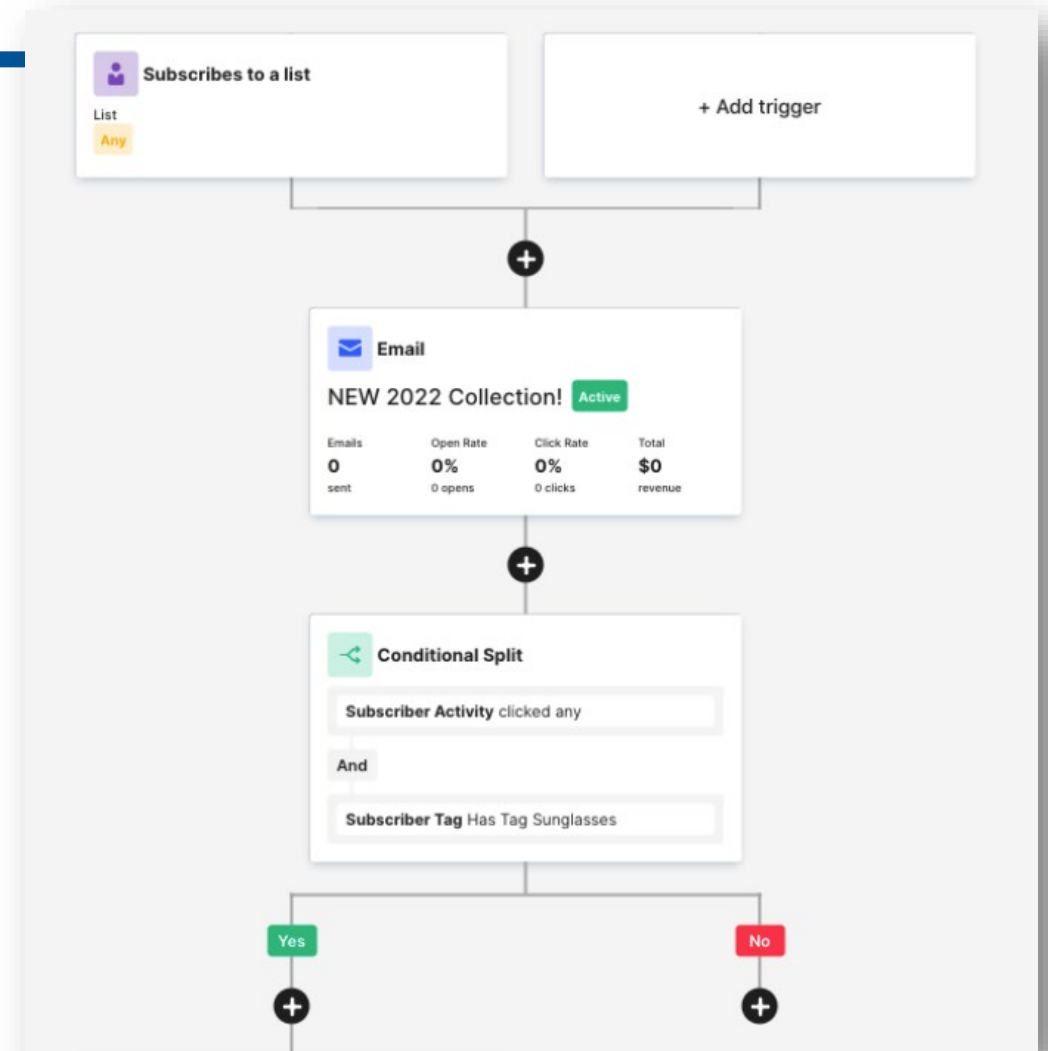 Subscribes to a list
List
Any
+ Add trigger
Email
NEW 2022 Collection! Active
Emails Open Rate Click Rate Total
0 0% 0% $0
sent 0 opens 0 clicks revenue
Conditional Split
Subscriber Activity clicked any
And
Subscriber Tag Has Tag Sunglasses
Yes No